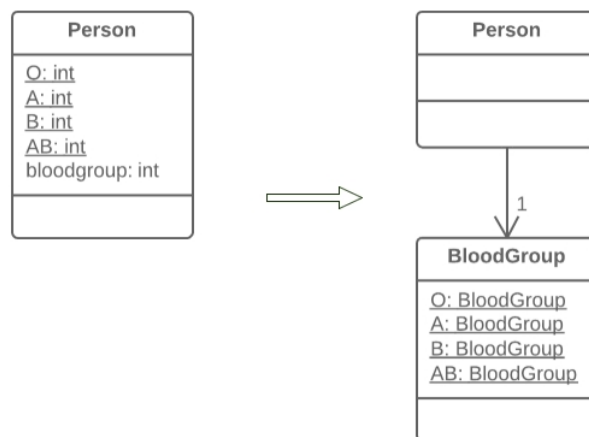 Person
O: int
A: int
B: int
AB: int
bloodgroup: int
Person
1
BloodGroup
O: BloodGroup
A: BloodGroup
B: BloodGroup
AB: BloodGroup